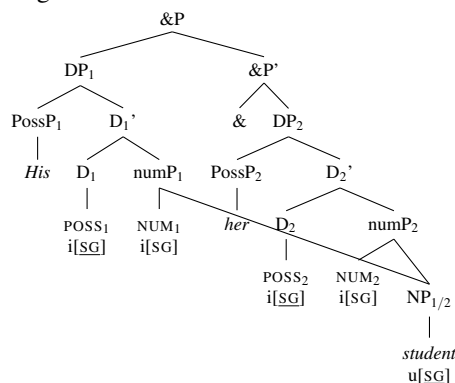 &P
DP₁ &P'
PossP₁ D₁' & DP₂
His D₁ numP₁ PossP₂ D₂'
POSS₁ NUM₁ her D₂ numP₂
i[SG] i[SG]
POSS₂ NUM₂ NP₁/₂
i[SG] i[SG]
student
u[SG]